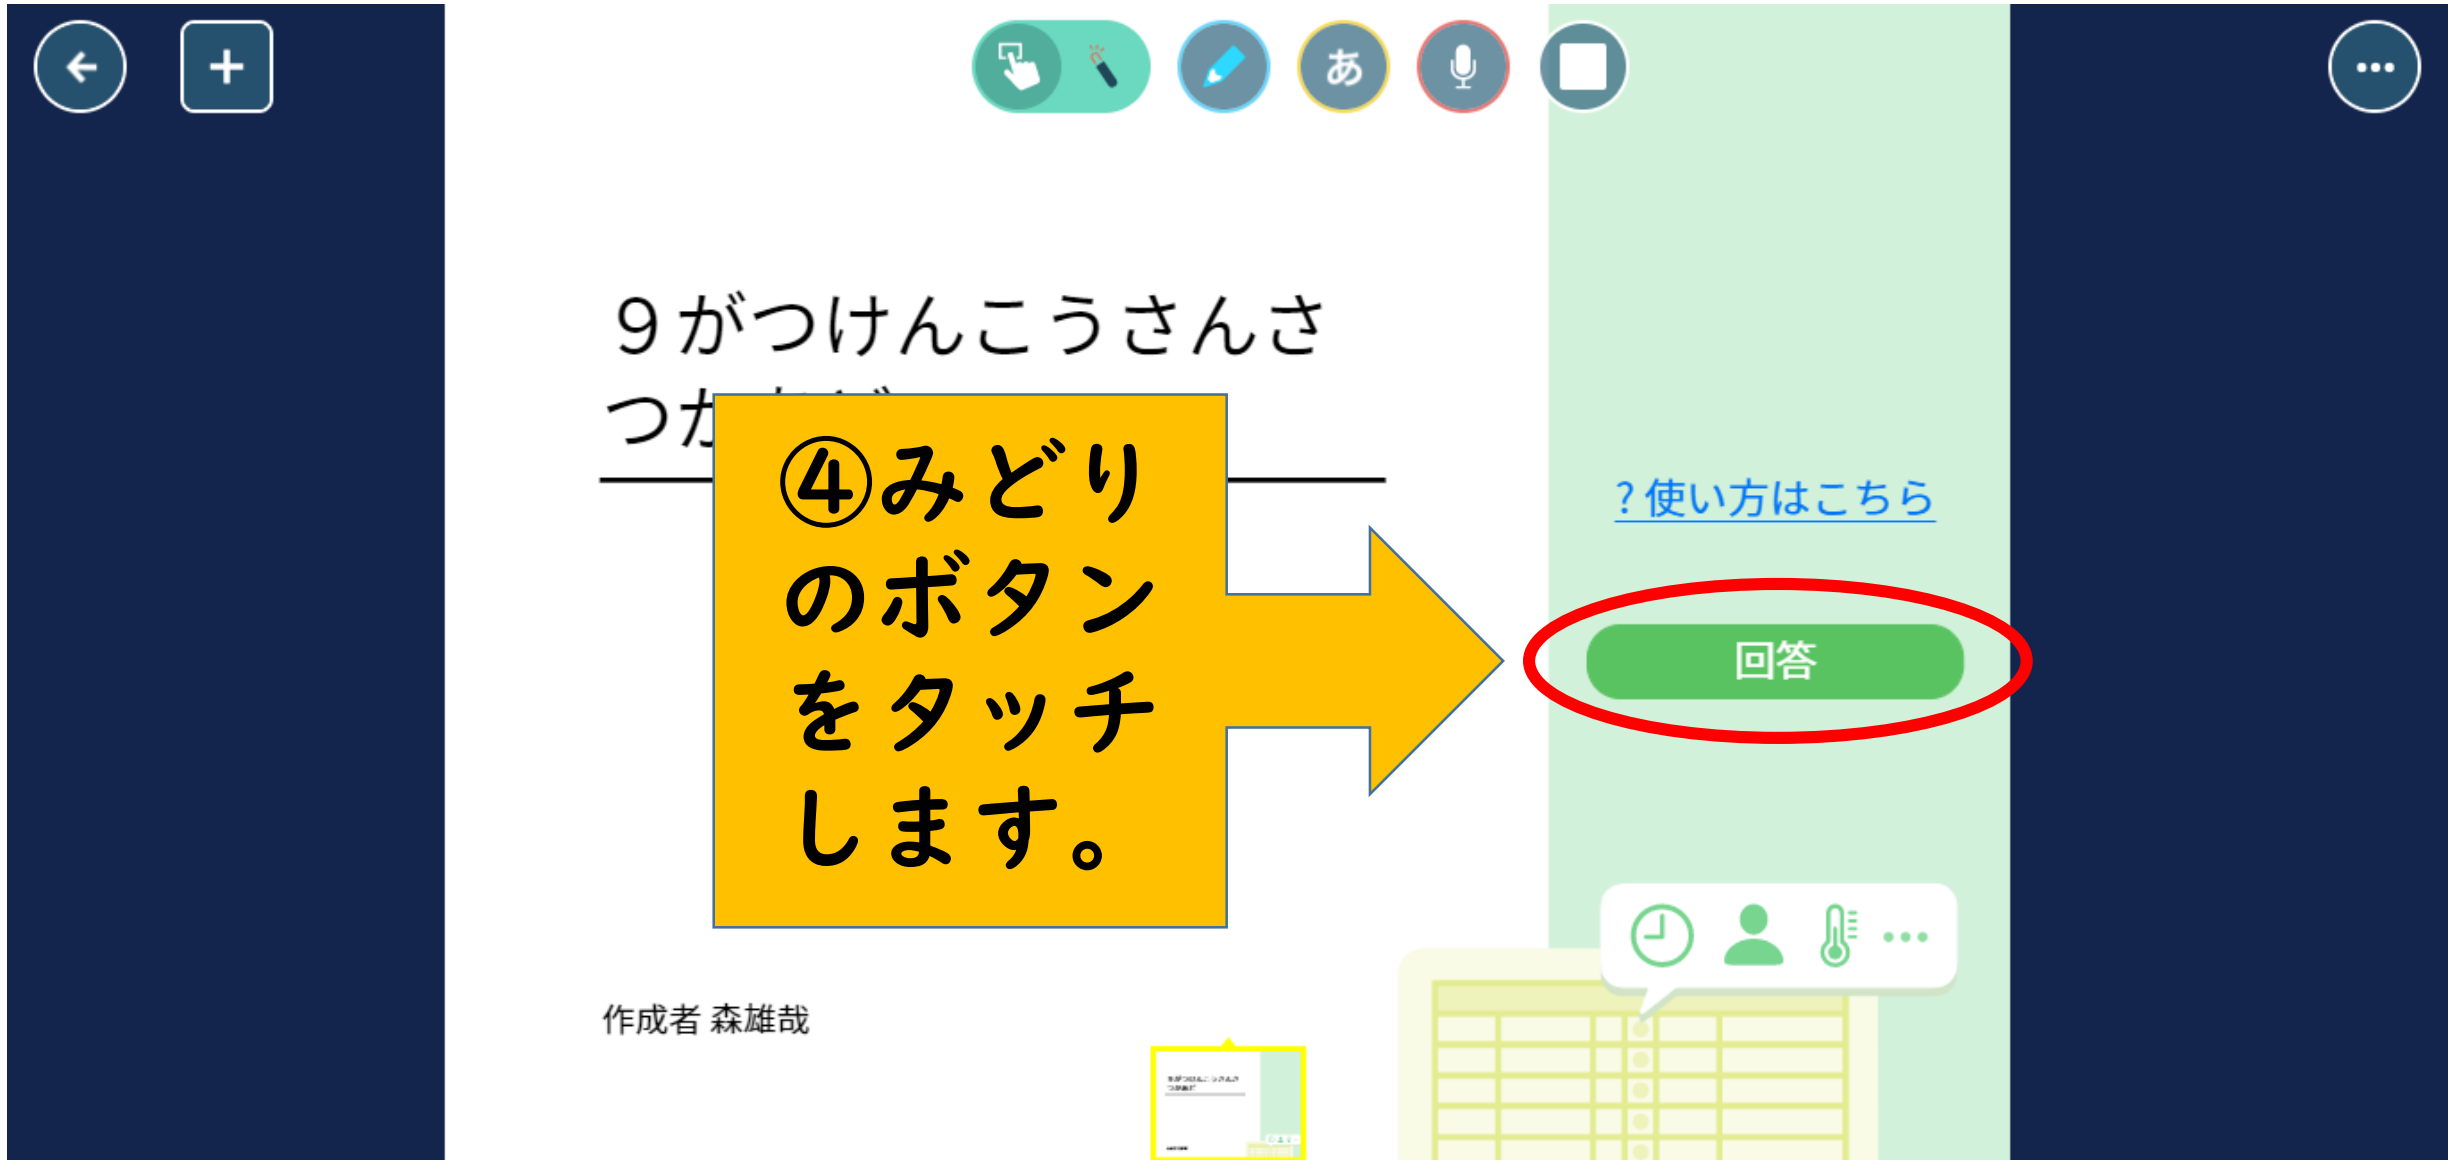 あ
９がつけんこうさんさ
つか
④みどり
のボタン
をタッチ
します。
? 使い方はこちら
回答
作成者 森雄哉